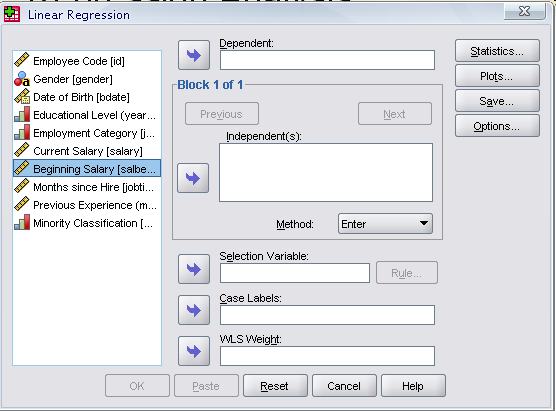 Linear Regression
Employee Code [id]
Gender [gender]
Date of Birth [bdate]
Educational Level (year...
Employment Category [j...
Current Salary [salary]
Beginning Salary [salbe...
Months since Hire [jobti...
Previous Experience (m...
Minority Classification [...
Dependent:
Block 1 of 1
Previous
Next
Independent(s):
Method:
Enter
Selection Variable:
Rule...
Case Labels:
WLS Weight:
Statistics...
Plots...
Save...
Options...
OK
Paste
Reset
Cancel
Help